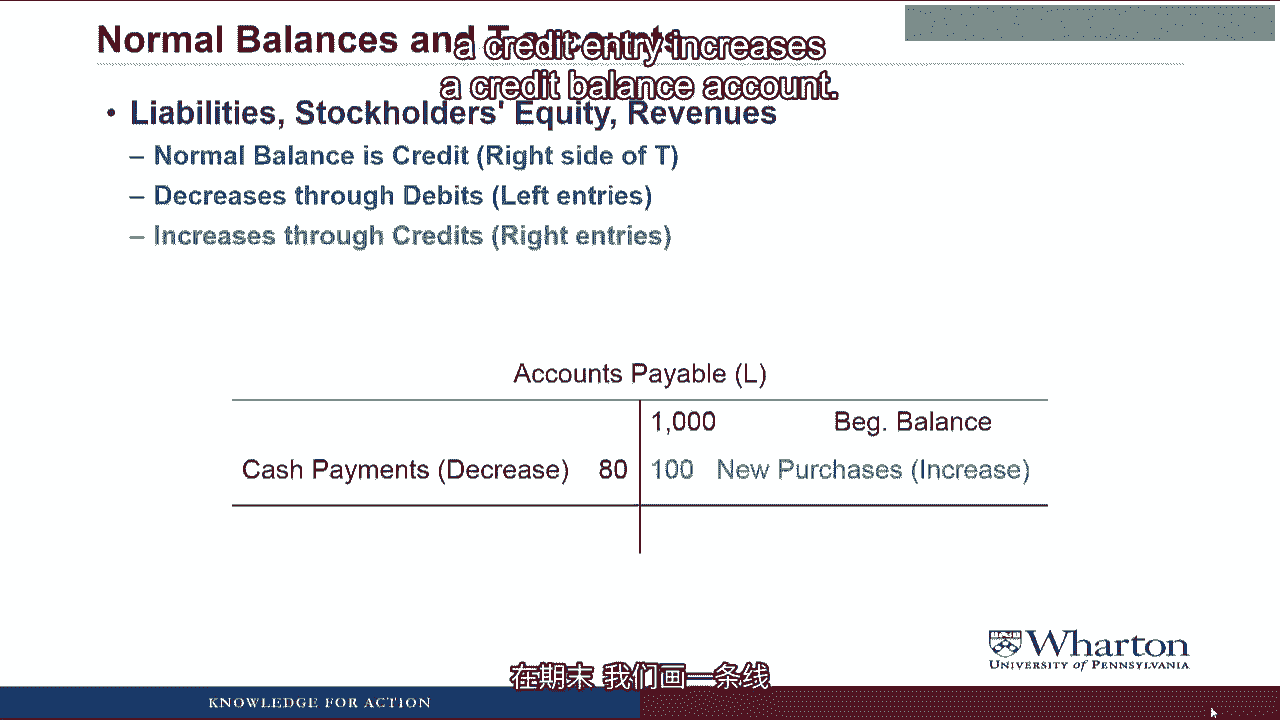 Normal Balances and T-accounts
a credit entry increases
a credit balance account.
• Liabilities, Stockholders' Equity, Revenues
– Normal Balance is Credit (Right side of T)
– Decreases through Debits (Left entries)
– Increases through Credits (Right entries)
Accounts Payable (L)
1,000 Beg. Balance
Cash Payments (Decrease) 80 100 New Purchases (Increase)
Wharton
UNIVERSITY of PENNSYLVANIA
在期末 我们画一条线
KNOWLEDGE FOR ACTION